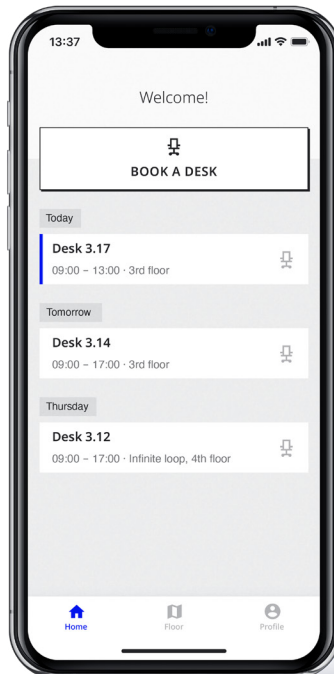 13:37
Welcome!
BOOK A DESK
Today
Desk 3.17
09:00 – 13:00 · 3rd floor
Tomorrow
Desk 3.14
09:00 – 17:00 · 3rd floor
Thursday
Desk 3.12
09:00 – 17:00 · Infinite loop, 4th floor
Home
Floor
Profile